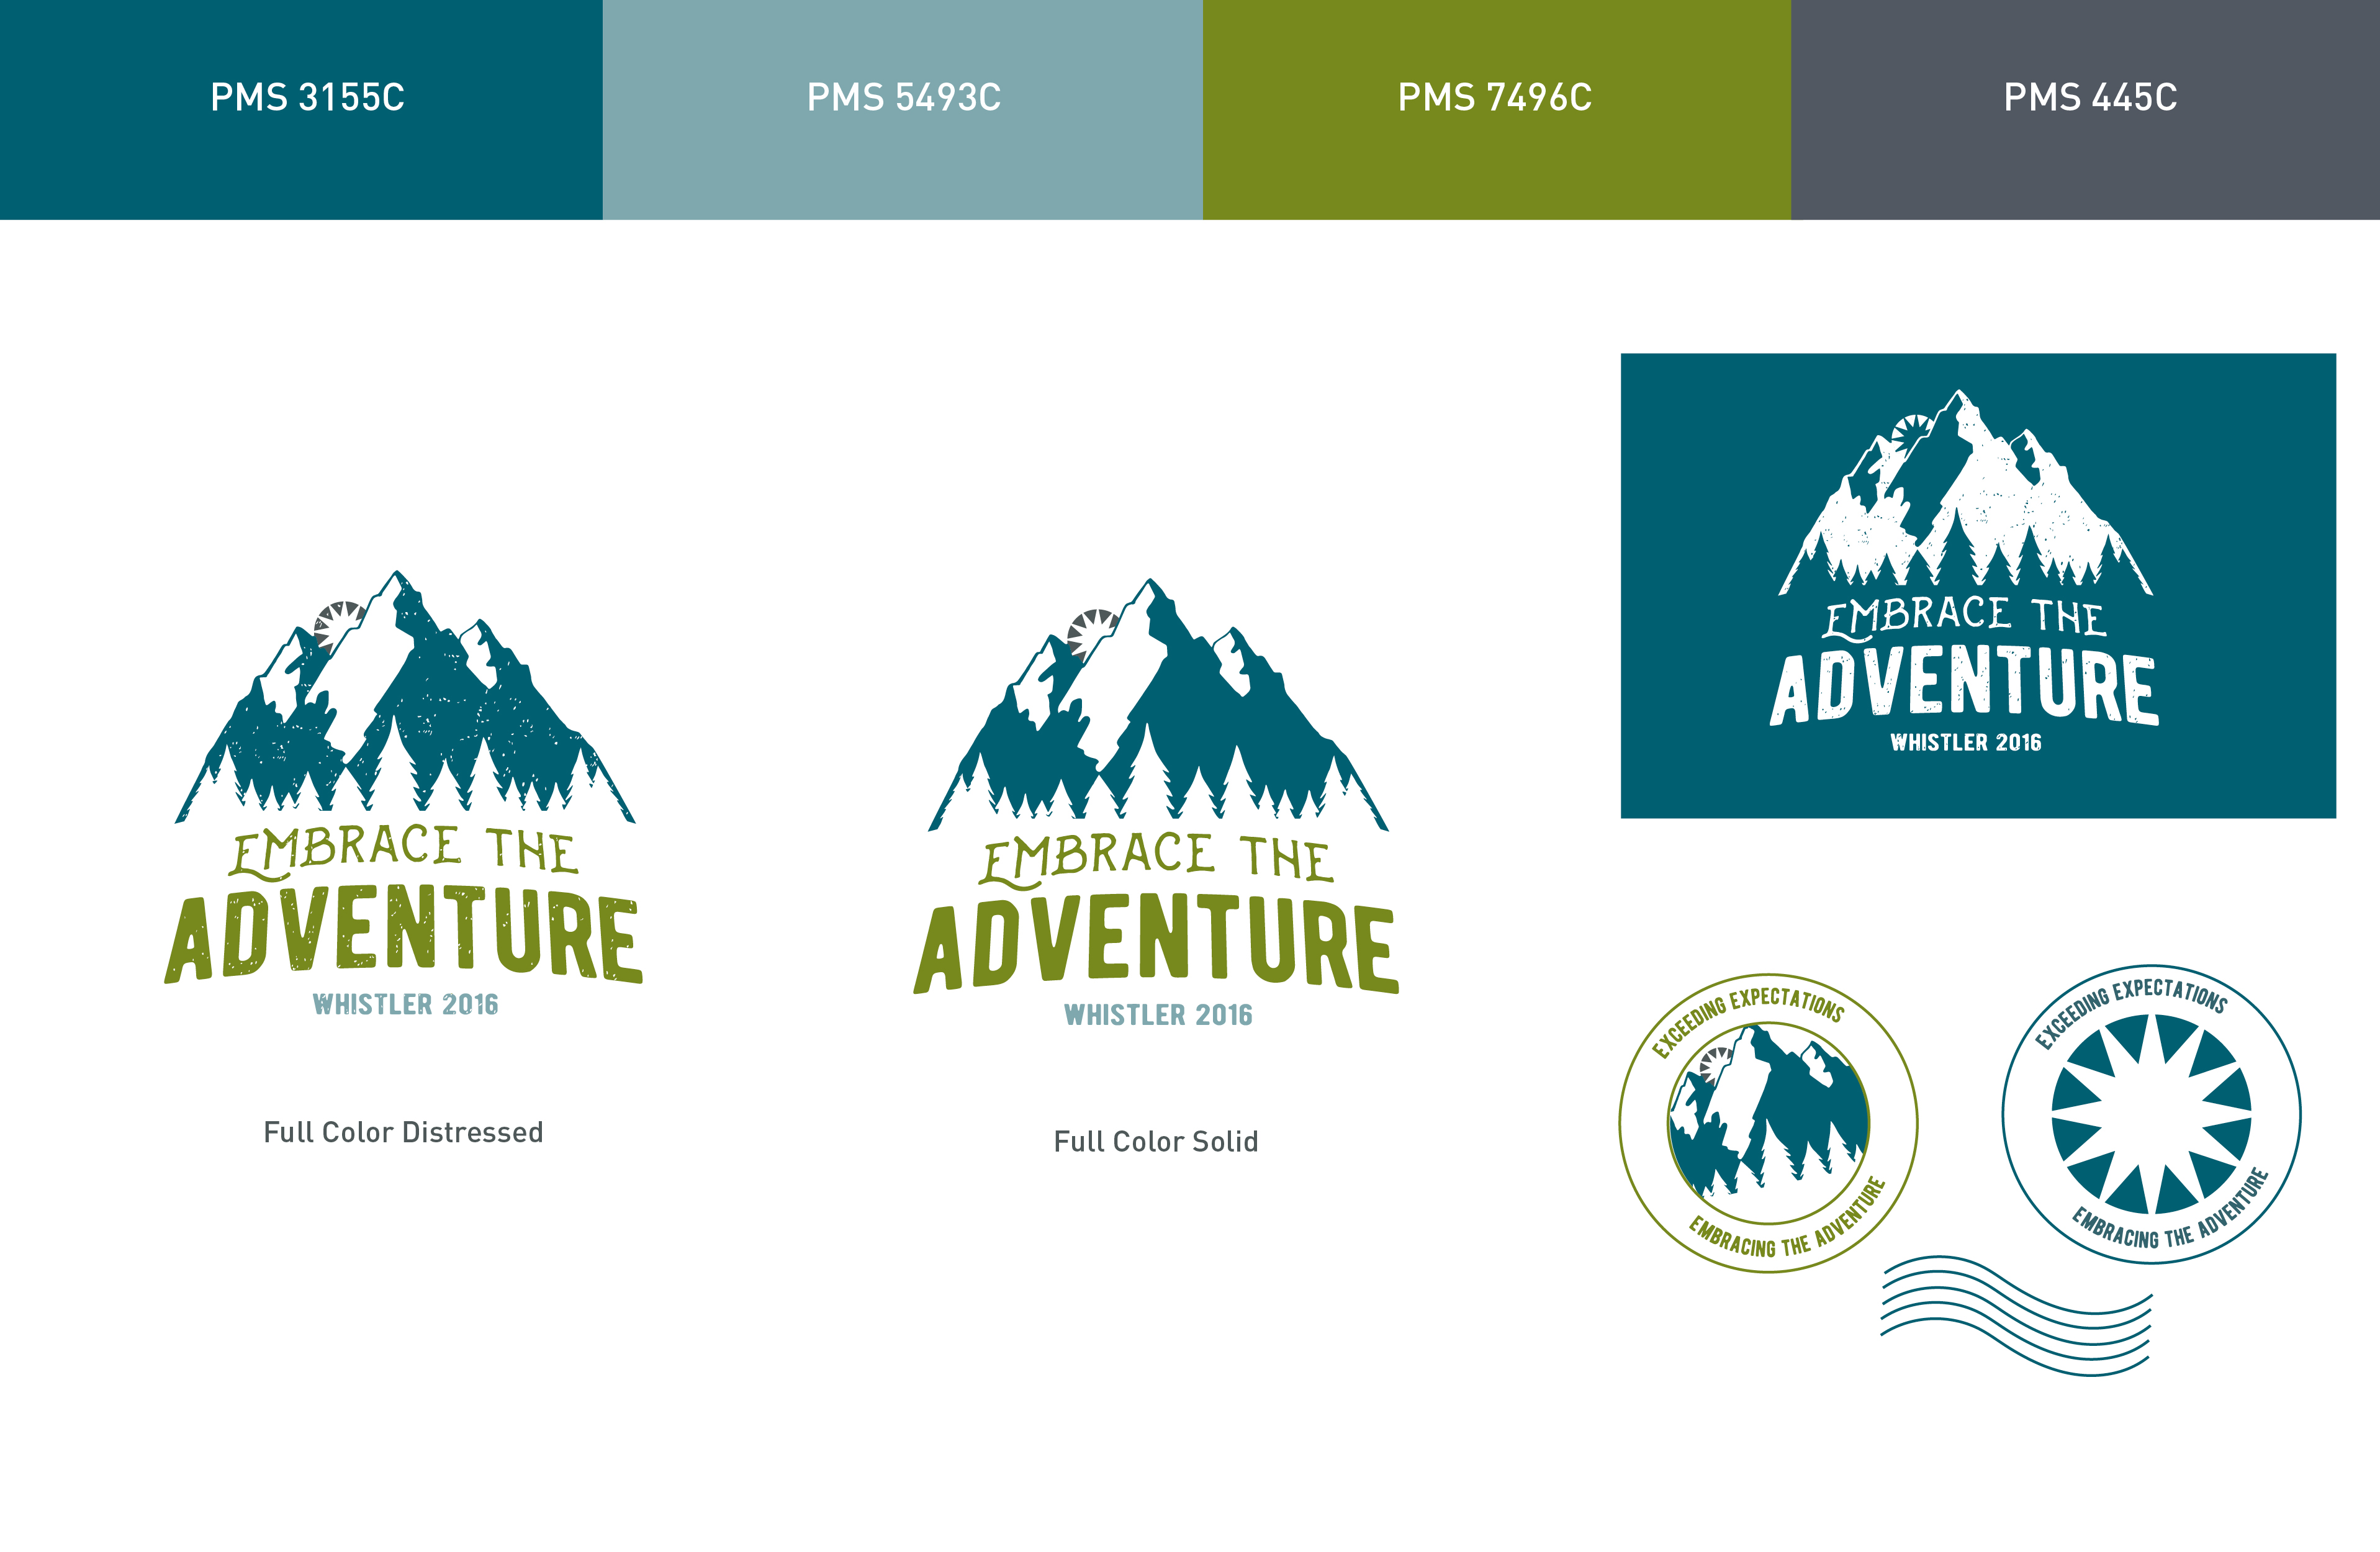 PMS 3155C
PMS 5493C
PMS 7496C
PMS 445C
EMBRACE THE
ADVENTURE
WHISTLER 2016
Full Color Distressed
EMBRACE THE
ADVENTURE
WHISTLER 2016
Full Color Solid
EMBRACE THE
ADVENTURE
WHISTLER 2016
EXCEEDING EXPECTATIONS
EMBRACING THE ADVENTURE
EXCEEDING EXPECTATIONS
EMBRACING THE ADVENTURE